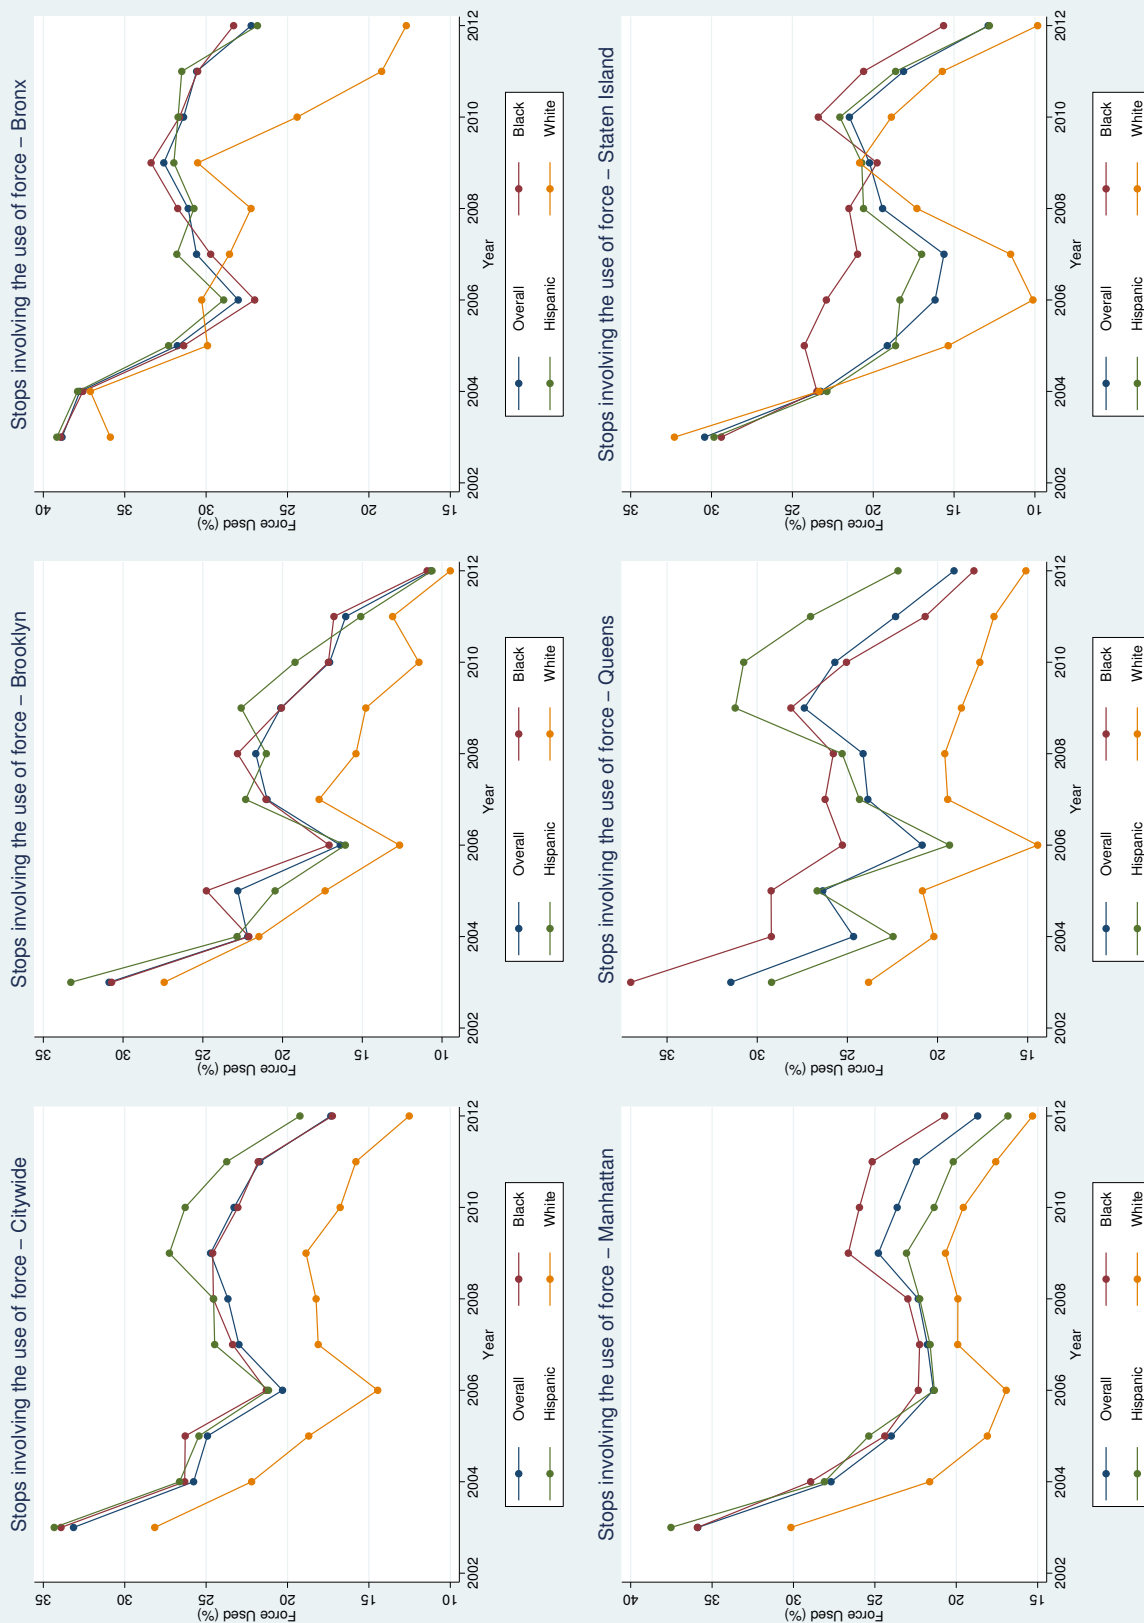 Stops involving the use of force – Citywide
Force Used (%)
35
30
25
20
15
10
2002 2004 2006 2008 2010 2012
Year
Overall Black
Hispanic White
Stops involving the use of force – Brooklyn
Force Used (%)
35
30
25
20
15
10
2002 2004 2006 2008 2010 2012
Year
Overall Black
Hispanic White
Stops involving the use of force – Bronx
Force Used (%)
40
35
30
25
20
15
2002 2004 2006 2008 2010 2012
Year
Overall Black
Hispanic White
Stops involving the use of force – Manhattan
Force Used (%)
40
35
30
25
20
15
2002 2004 2006 2008 2010 2012
Year
Overall Black
Hispanic White
Stops involving the use of force – Queens
Force Used (%)
35
30
25
20
15
2002 2004 2006 2008 2010 2012
Year
Overall Black
Hispanic White
Stops involving the use of force – Staten Island
Force Used (%)
35
30
25
20
15
10
2002 2004 2006 2008 2010 2012
Year
Overall Black
Hispanic White